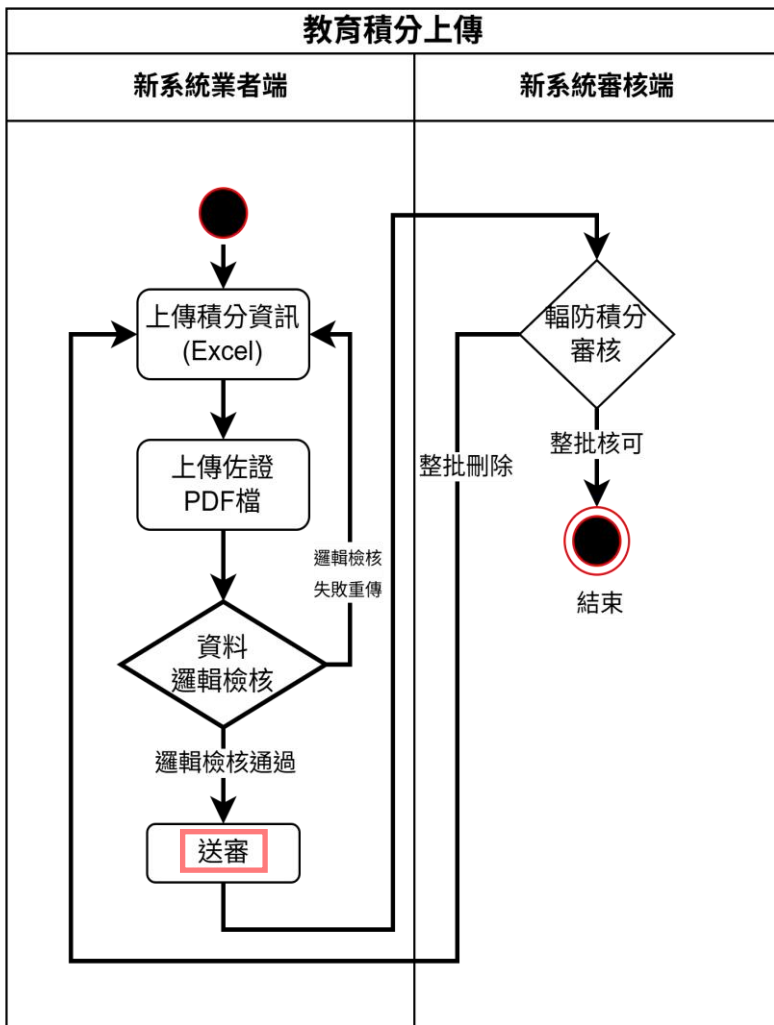 教育積分上傳
新系統業者端
新系統審核端
上傳積分資訊
(Excel)
上傳佐證
PDF檔
邏輯檢核
失敗重傳
資料
邏輯檢核
邏輯檢核通過
送審
輻防積分
審核
整批刪除
整批核可
結束